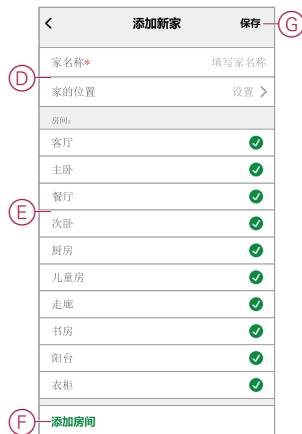 添加新家
保存
G
家名称*
填写家名称
D
家的位置
设置
房间:
客厅
主卧
餐厅
E
次卧
厨房
儿童房
走廊
书房
阳台
衣柜
F
添加房间